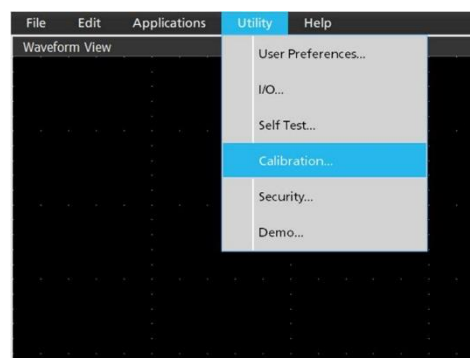 File Edit Applications Utility Help
Waveform View
User Preferences...
I/O...
Self Test...
Calibration...
Security...
Demo...